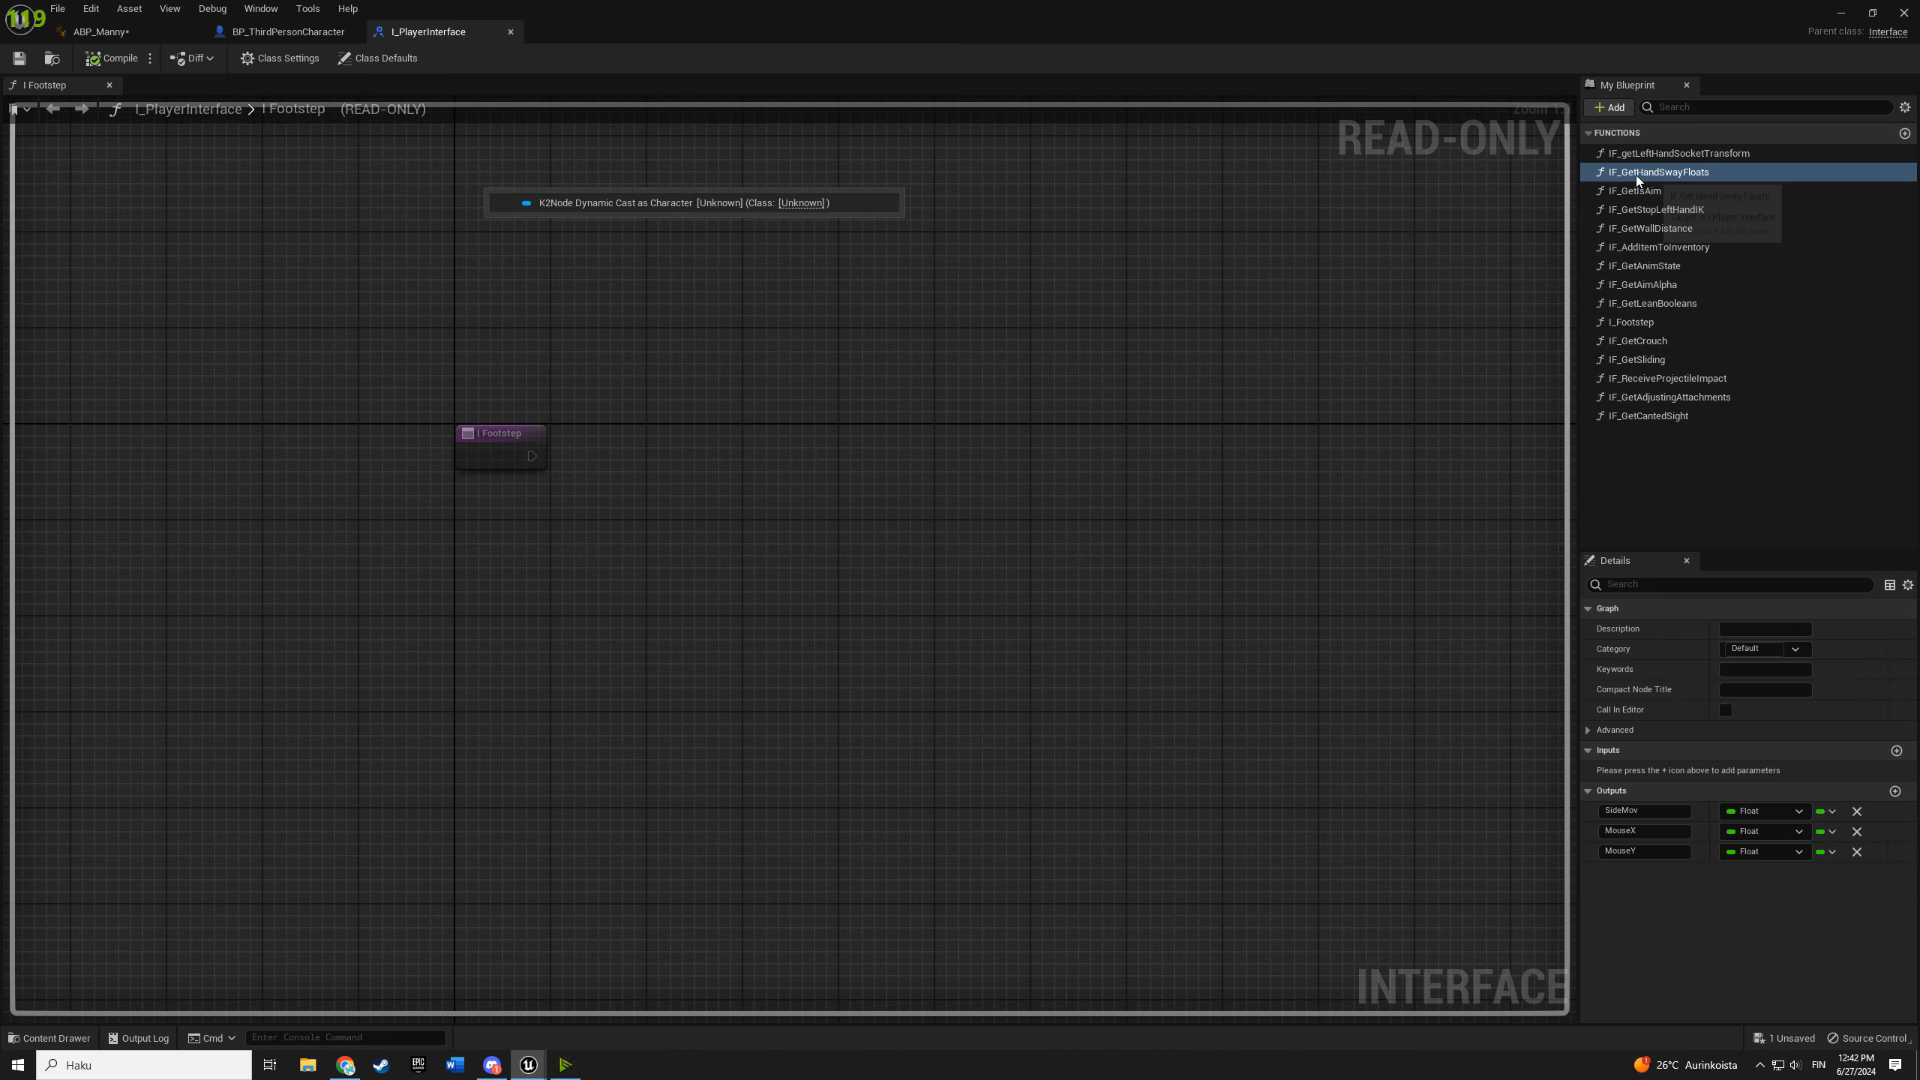 119
File Edit Asset View Debug Window Tools Help
ABP_Manny•
BP_ThirdPersonCharacter
I_PlayerInterface
Parent class: Interface
Compile
Diff
Class Settings
Class Defaults
I Footstep
I_PlayerInterface > I Footstep (READ-ONLY)
READ-ONLY
K2Node Dynamic Cast as Character [Unknown] (Class: [Unknown] )
I Footstep
INTERFACE
My Blueprint
Add
Search
FUNCTIONS
IF_getLeftHandSocketTransform
IF_GetHandSwayFloats
IF_GetIsAim
IF_GetStopLeftHandIK
IF_GetWallDistance
IF_AddItemToInventory
IF_GetAnimState
IF_GetAimAlpha
IF_GetLeanBooleans
I_Footstep
IF_GetCrouch
IF_GetSliding
IF_ReceiveProjectileImpact
IF_GetAdjustingAttachments
IF_GetCantedSight
Details
Search
Graph
Description
Category Default
Keywords
Compact Node Title
Call In Editor
Advanced
Inputs
Please press the + icon above to add parameters
Outputs
SideMov Float
MouseX Float
MouseY Float
Content Drawer
Output Log
Cmd
Enter Console Command
1 Unsaved
Source Control
Haku
26°C Aurinkoista
FIN
12:42 PM
6/27/2024